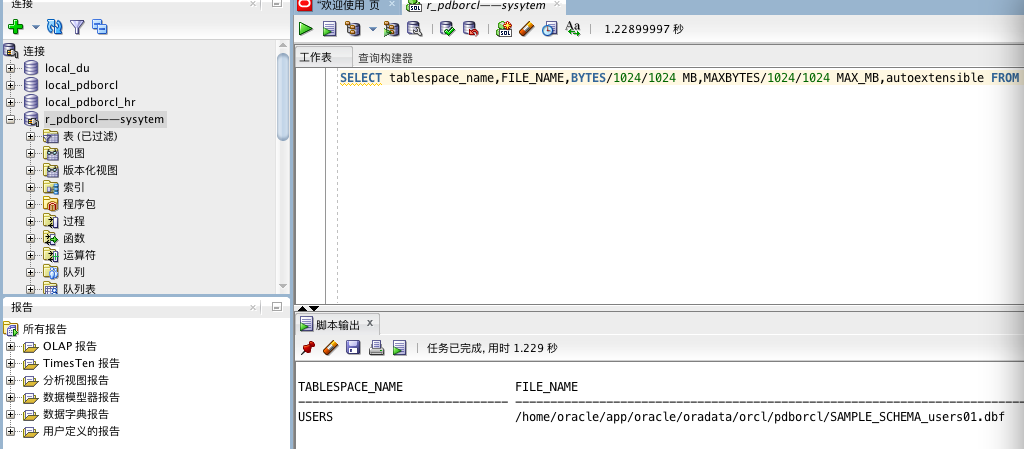 连接
连接
local_du
local_pdborcl
local_pdborcl_hr
r_pdborcl——sysytem
表 (已过滤)
视图
版本化视图
索引
程序包
过程
函数
运算符
队列
队列表
报告
所有报告
OLAP 报告
TimesTen 报告
分析视图报告
数据模型器报告
数据字典报告
用户定义的报告
"欢迎使用 页
r_pdborcl——sysytem
SQL
Aa
1.22899997 秒
工作表
查询构建器
SELECT tablespace_name,FILE_NAME,BYTES/1024/1024 MB,MAXBYTES/1024/1024 MAX_MB,autoextensible FROM
脚本输出
任务已完成, 用时 1.229 秒
TABLESPACE_NAME FILE_NAME
USERS /home/oracle/app/oracle/oradata/orcl/pdborcl/SAMPLE_SCHEMA_users01.dbf